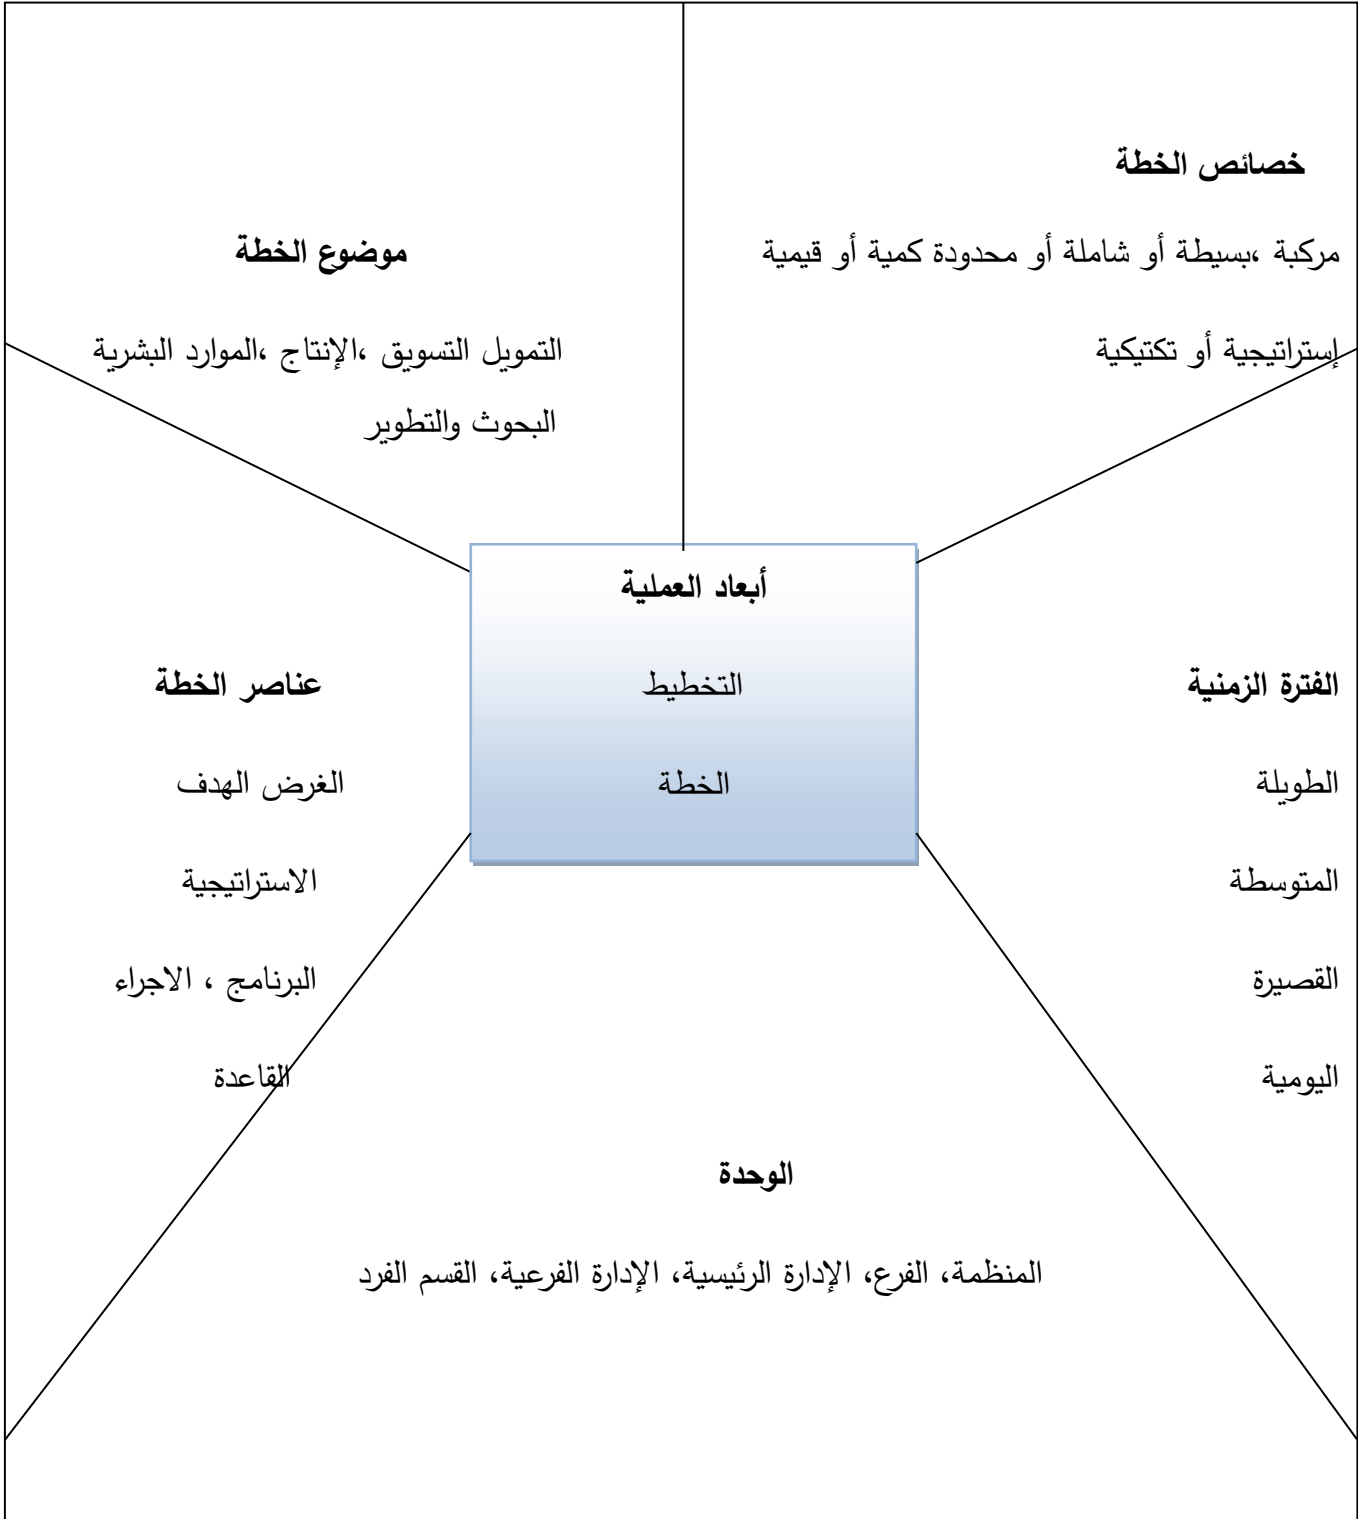 خصائص الخطة
مركبة ،بسيطة أو شاملة أو محدودة كمية أو قيمية
إستراتيجية أو تكتيكية
موضوع الخطة
التمويل التسويق ،الإنتاج ،الموارد البشرية
البحوث والتطوير
أبعاد العملية
التخطيط
الخطة
الفترة الزمنية
الطويلة
المتوسطة
القصيرة
اليومية
عناصر الخطة
الغرض الهدف
الاستراتيجية
البرنامج ، الاجراء
القاعدة
الوحدة
المنظمة، الفرع، الإدارة الرئيسية، الإدارة الفرعية، القسم الفرد